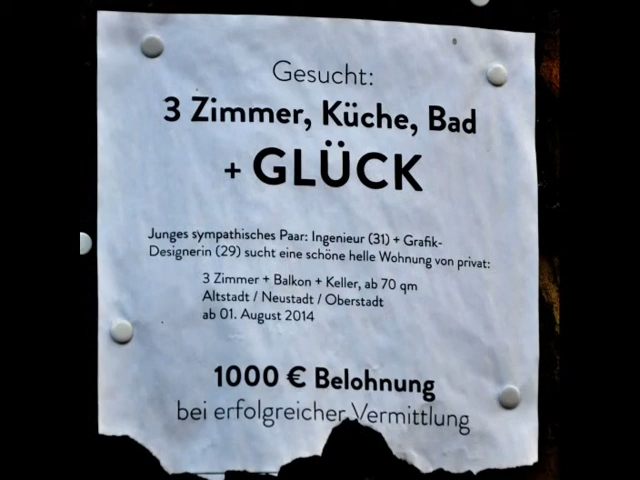 Gesucht:
3 Zimmer, Küche, Bad
+ GLÜCK
Junges sympathisches Paar: Ingenieur (31) + Grafik-
Designerin (29) sucht eine schöne helle Wohnung von privat:
3 Zimmer + Balkon + Keller, ab 70 qm
Altstadt / Neustadt / Oberstadt
ab 01. August 2014
1000 € Belohnung
bei erfolgreicher Vermittlung